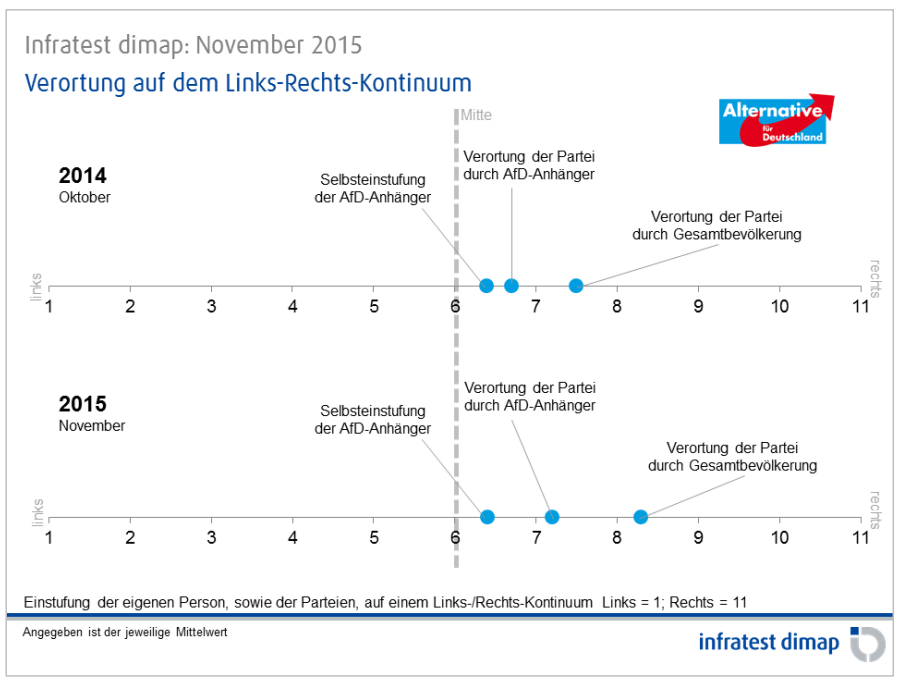 Infratest dimap: November 2015
Verortung auf dem Links-Rechts-Kontinuum
Mitte
Alternative
für
Deutschland
2014
Oktober
Selbsteinstufung
der AfD-Anhänger
Verortung der Partei
durch AfD-Anhänger
Verortung der Partei
durch Gesamtbevölkerung
links
rechts
1 2 3 4 5 6 7 8 9 10 11
2015
November
Selbsteinstufung
der AfD-Anhänger
Verortung der Partei
durch AfD-Anhänger
Verortung der Partei
durch Gesamtbevölkerung
links
rechts
1 2 3 4 5 6 7 8 9 10 11
Einstufung der eigenen Person, sowie der Parteien, auf einem Links-/Rechts-Kontinuum Links = 1; Rechts = 11
Angegeben ist der jeweilige Mittelwert
infratest dimap